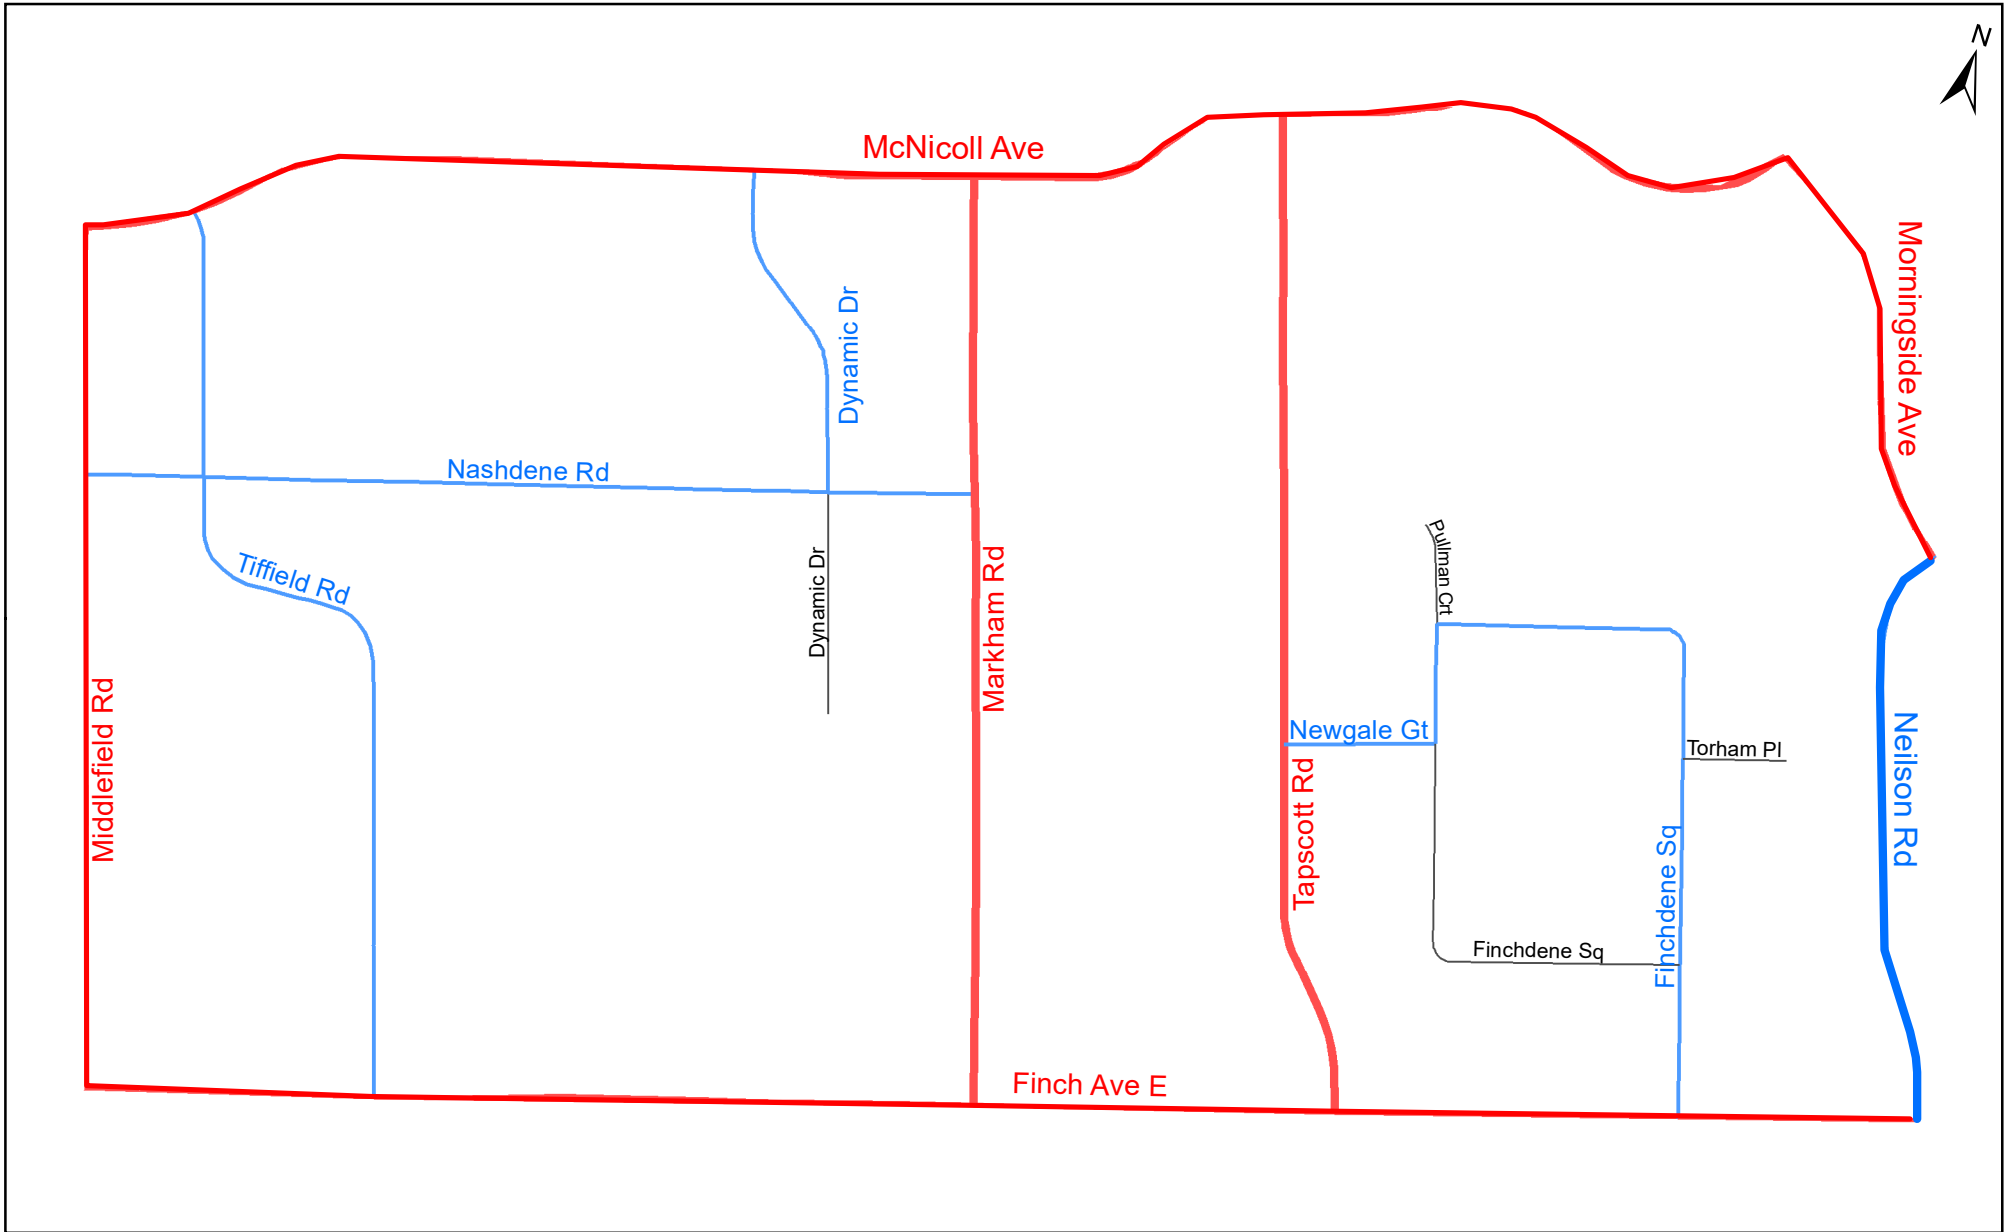 N
McNicoll Ave
Morningside Ave
Dynamic Dr
Nashdene Rd
Tiffield Rd
Dynamic Dr
Markham Rd
Pullman Crt
Middlefield Rd
Newgale Gt
Torham Pl
Tapscott Rd
Neilson Rd
Finchdene Sq
Finchdene Sq
Finch Ave E